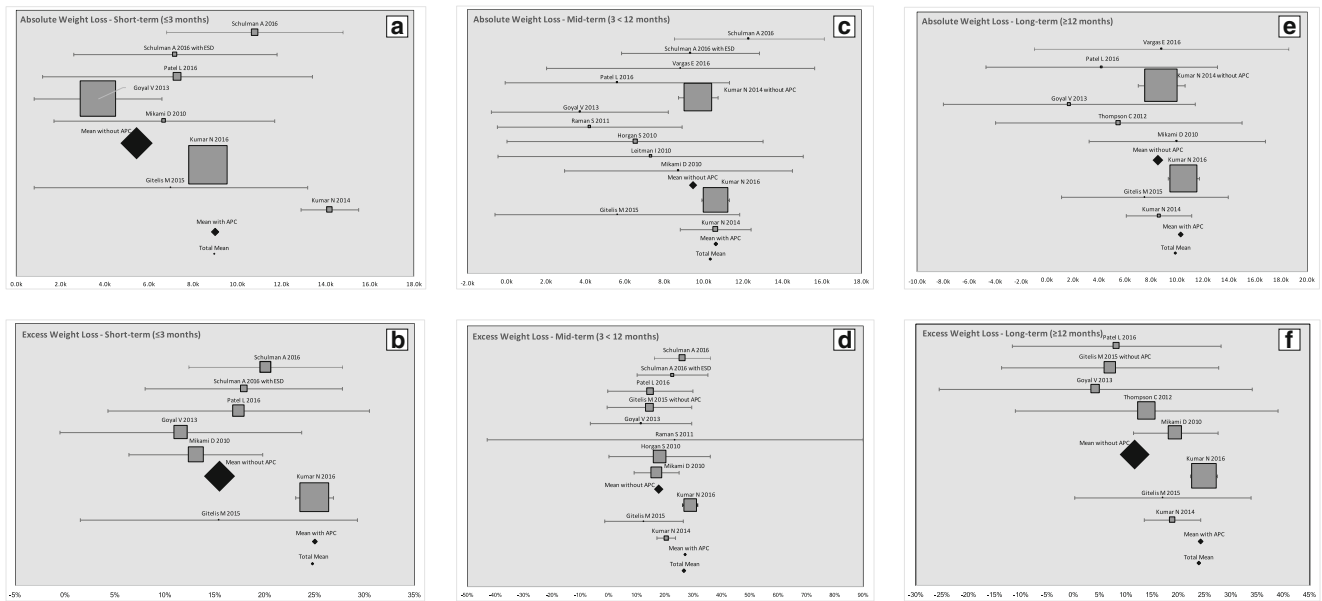 Absolute Weight Loss - Short-term (≤3 months)
a
Schulman A 2016
Schulman A 2016 with ESD
Patel L 2016
Goyal V 2013
Mikami D 2010
Mean without APC
Kumar N 2016
Gitelis M 2015
Kumar N 2014
Mean with APC
Total Mean
0.0k 2.0k 4.0k 6.0k 8.0k 10.0k 12.0k 14.0k 16.0k 18.0k
Absolute Weight Loss - Mid-term (3 < 12 months)
c
Schulman A 2016
Schulman A 2016 with ESD
Vargas E 2016
Patel L 2016
Kumar N 2014 without APC
Goyal V 2013
Raman S 2011
Horgan S 2010
Leitman I 2010
Mikami D 2010
Mean without APC
Kumar N 2016
Gitelis M 2015
Kumar N 2014
Mean with APC
Total Mean
-2.0k 0.0k 2.0k 4.0k 6.0k 8.0k 10.0k 12.0k 14.0k 16.0k 18.0k
Absolute Weight Loss - Long-term (≥12 months)
e
Vargas E 2016
Patel L 2016
Kumar N 2014 without APC
Goyal V 2013
Thompson C 2012
Mikami D 2010
Mean without APC
Kumar N 2016
Gitelis M 2015
Kumar N 2014
Mean with APC
Total Mean
-10.0k -8.0k -6.0k -4.0k -2.0k 0.0k 2.0k 4.0k 6.0k 8.0k 10.0k 12.0k 14.0k 16.0k 18.0k 20.0k
Excess Weight Loss - Short-term (≤3 months)
b
Schulman A 2016
Schulman A 2016 with ESD
Patel L 2016
Goyal V 2013
Mikami D 2010
Mean without APC
Kumar N 2016
Gitelis M 2015
Mean with APC
Total Mean
-5% 0% 5% 10% 15% 20% 25% 30% 35%
Excess Weight Loss - Mid-term (3 < 12 months)
d
Schulman A 2016
Schulman A 2016 with ESD
Patel L 2016
Gitelis M 2015 without APC
Goyal V 2013
Raman S 2011
Horgan S 2010
Mikami D 2010
Mean without APC
Kumar N 2016
Gitelis M 2015
Kumar N 2014
Mean with APC
Total Mean
-50% -40% -30% -20% -10% 0% 10% 20% 30% 40% 50% 60% 70% 80% 90%
Excess Weight Loss - Long-term (≥12 months)
f
Patel L 2016
Gitelis M 2015 without APC
Goyal V 2013
Thompson C 2012
Mikami D 2010
Mean without APC
Kumar N 2016
Gitelis M 2015
Kumar N 2014
Mean with APC
Total Mean
-30% -25% -20% -15% -10% -5% 0% 5% 10% 15% 20% 25% 30% 35% 40% 45%